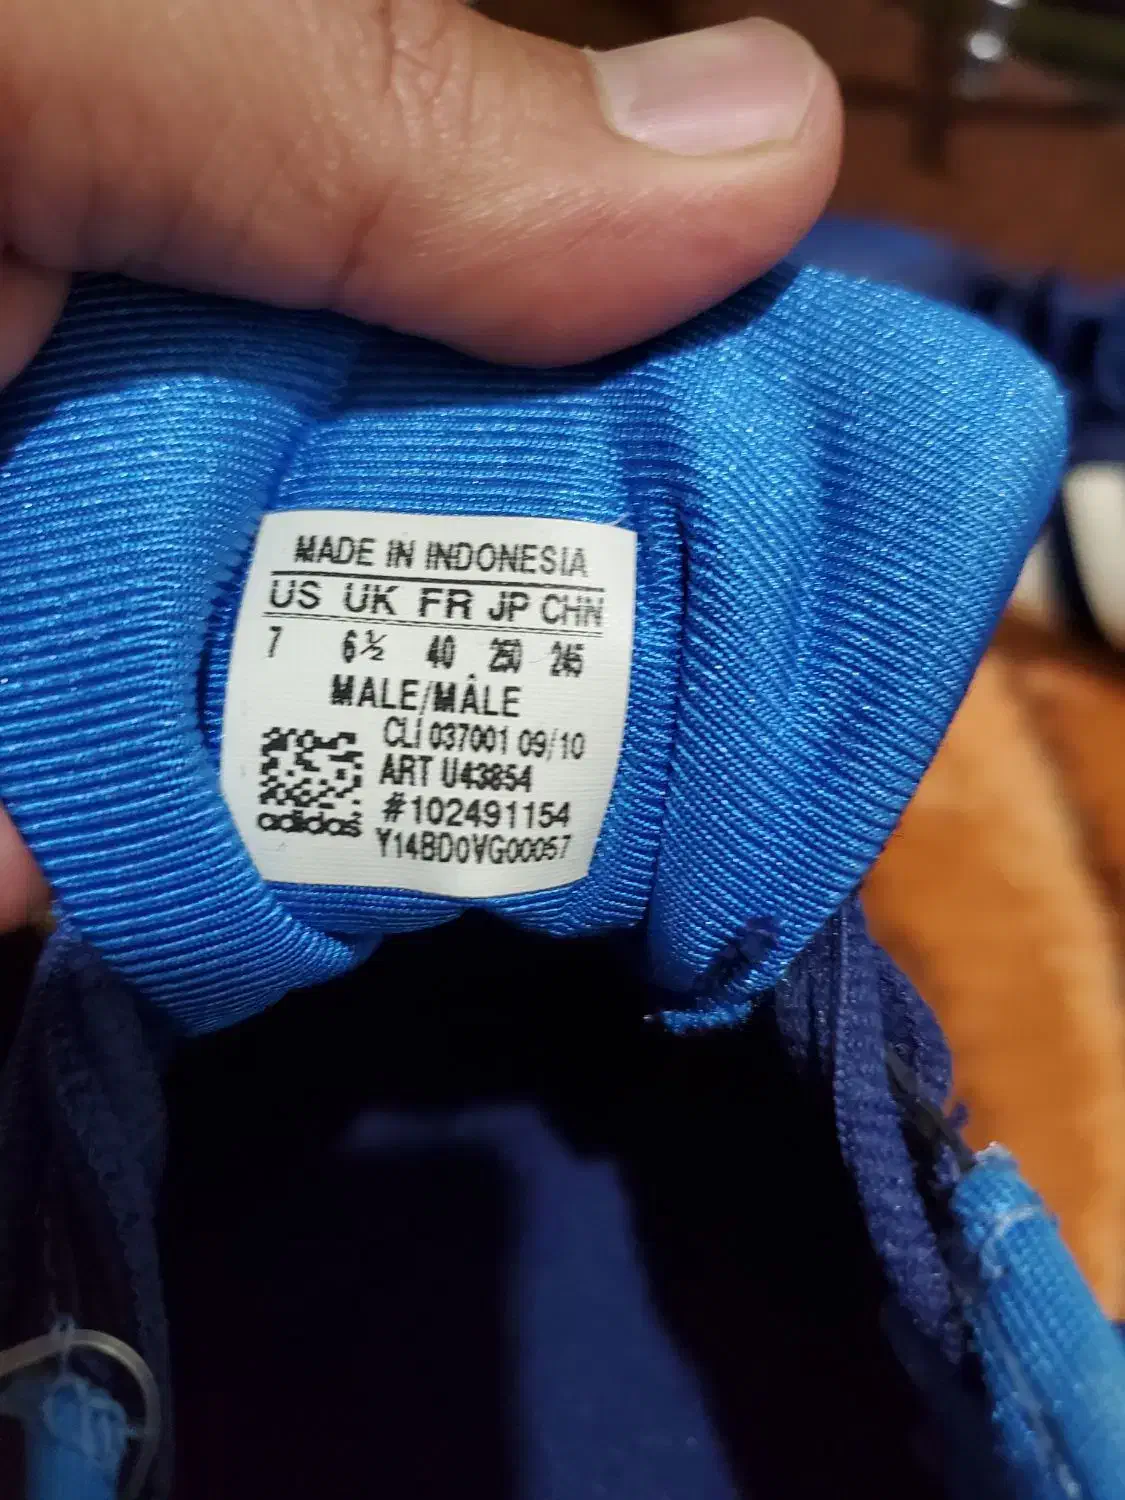 MADE IN INDONESIA
US UK FR JP CHN
7 6½ 40 250 245
MALE/MÂLE
CLI 037001 09/10
ART U43854
#102491154
adidas
Y14BD0VG00057